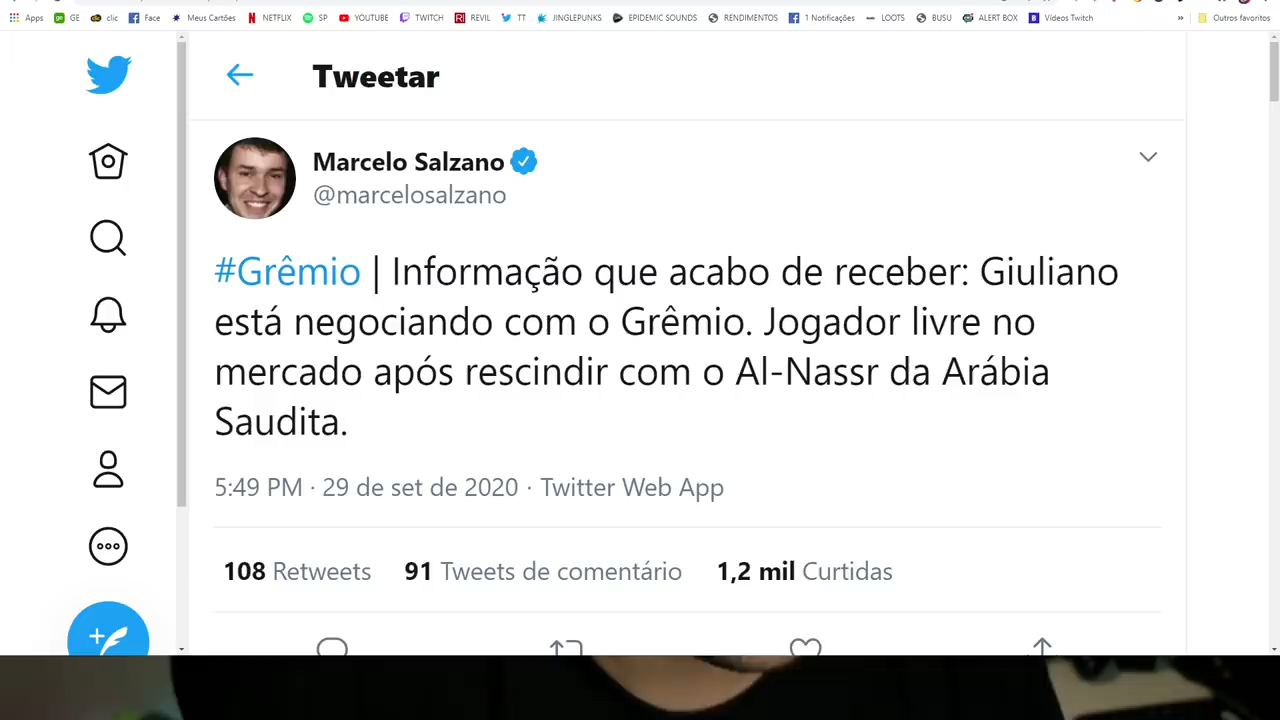 Apps GE clic Face Meus Cartões NETFLIX SP YOUTUBE TWITCH REVIL TT JINGLEPUNKS EPIDEMIC SOUNDS RENDIMENTOS 1 Notificações LOOTS BUSU ALERT BOX Vídeos Twitch » Outros favoritos
Tweetar
Marcelo Salzano
@marcelosalzano
#Grêmio | Informação que acabo de receber: Giuliano
está negociando com o Grêmio. Jogador livre no
mercado após rescindir com o Al-Nassr da Arábia
Saudita.
5:49 PM · 29 de set de 2020 · Twitter Web App
108 Retweets 91 Tweets de comentário 1,2 mil Curtidas